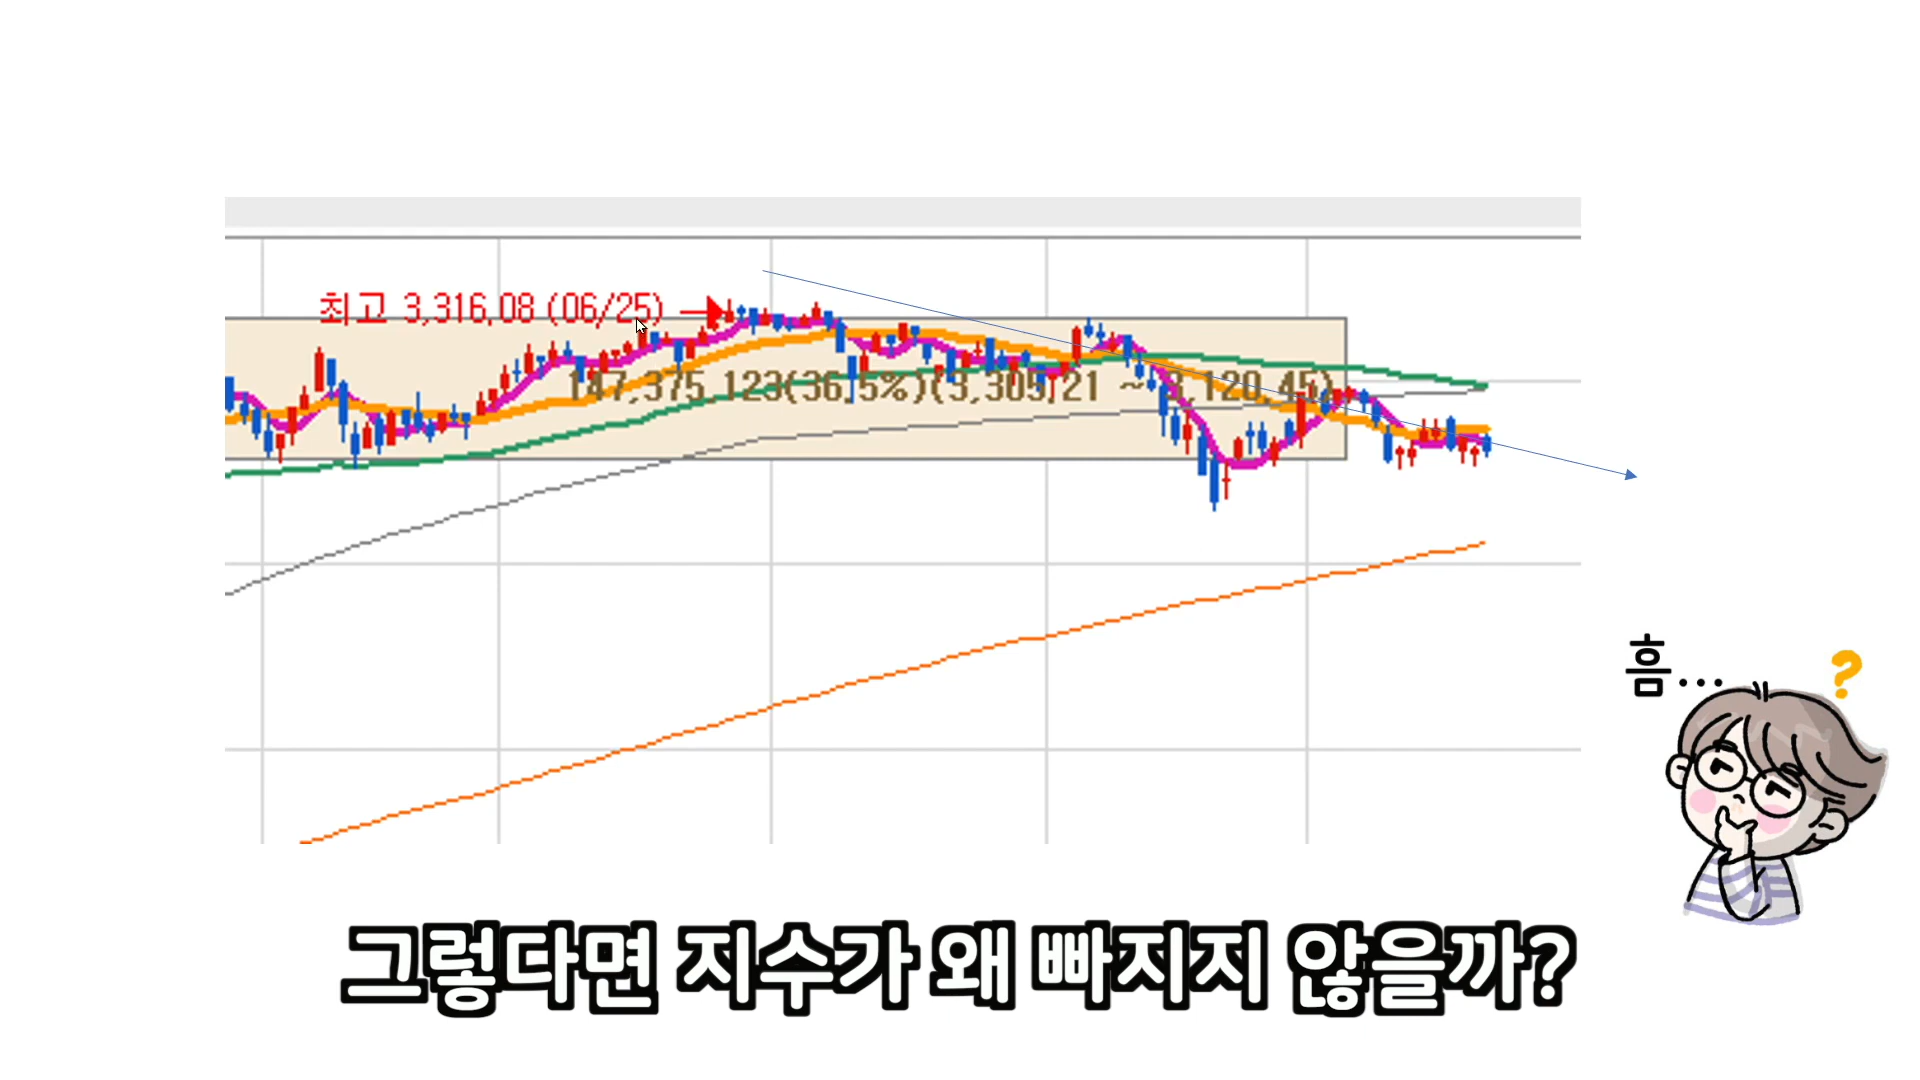 최고 3,316,08 (06/25)
147,375,123(36,5%)(3,305,21 ~ 3,120,45)
흠...
?
그렇다면 지수가 왜 빠지지 않을까?